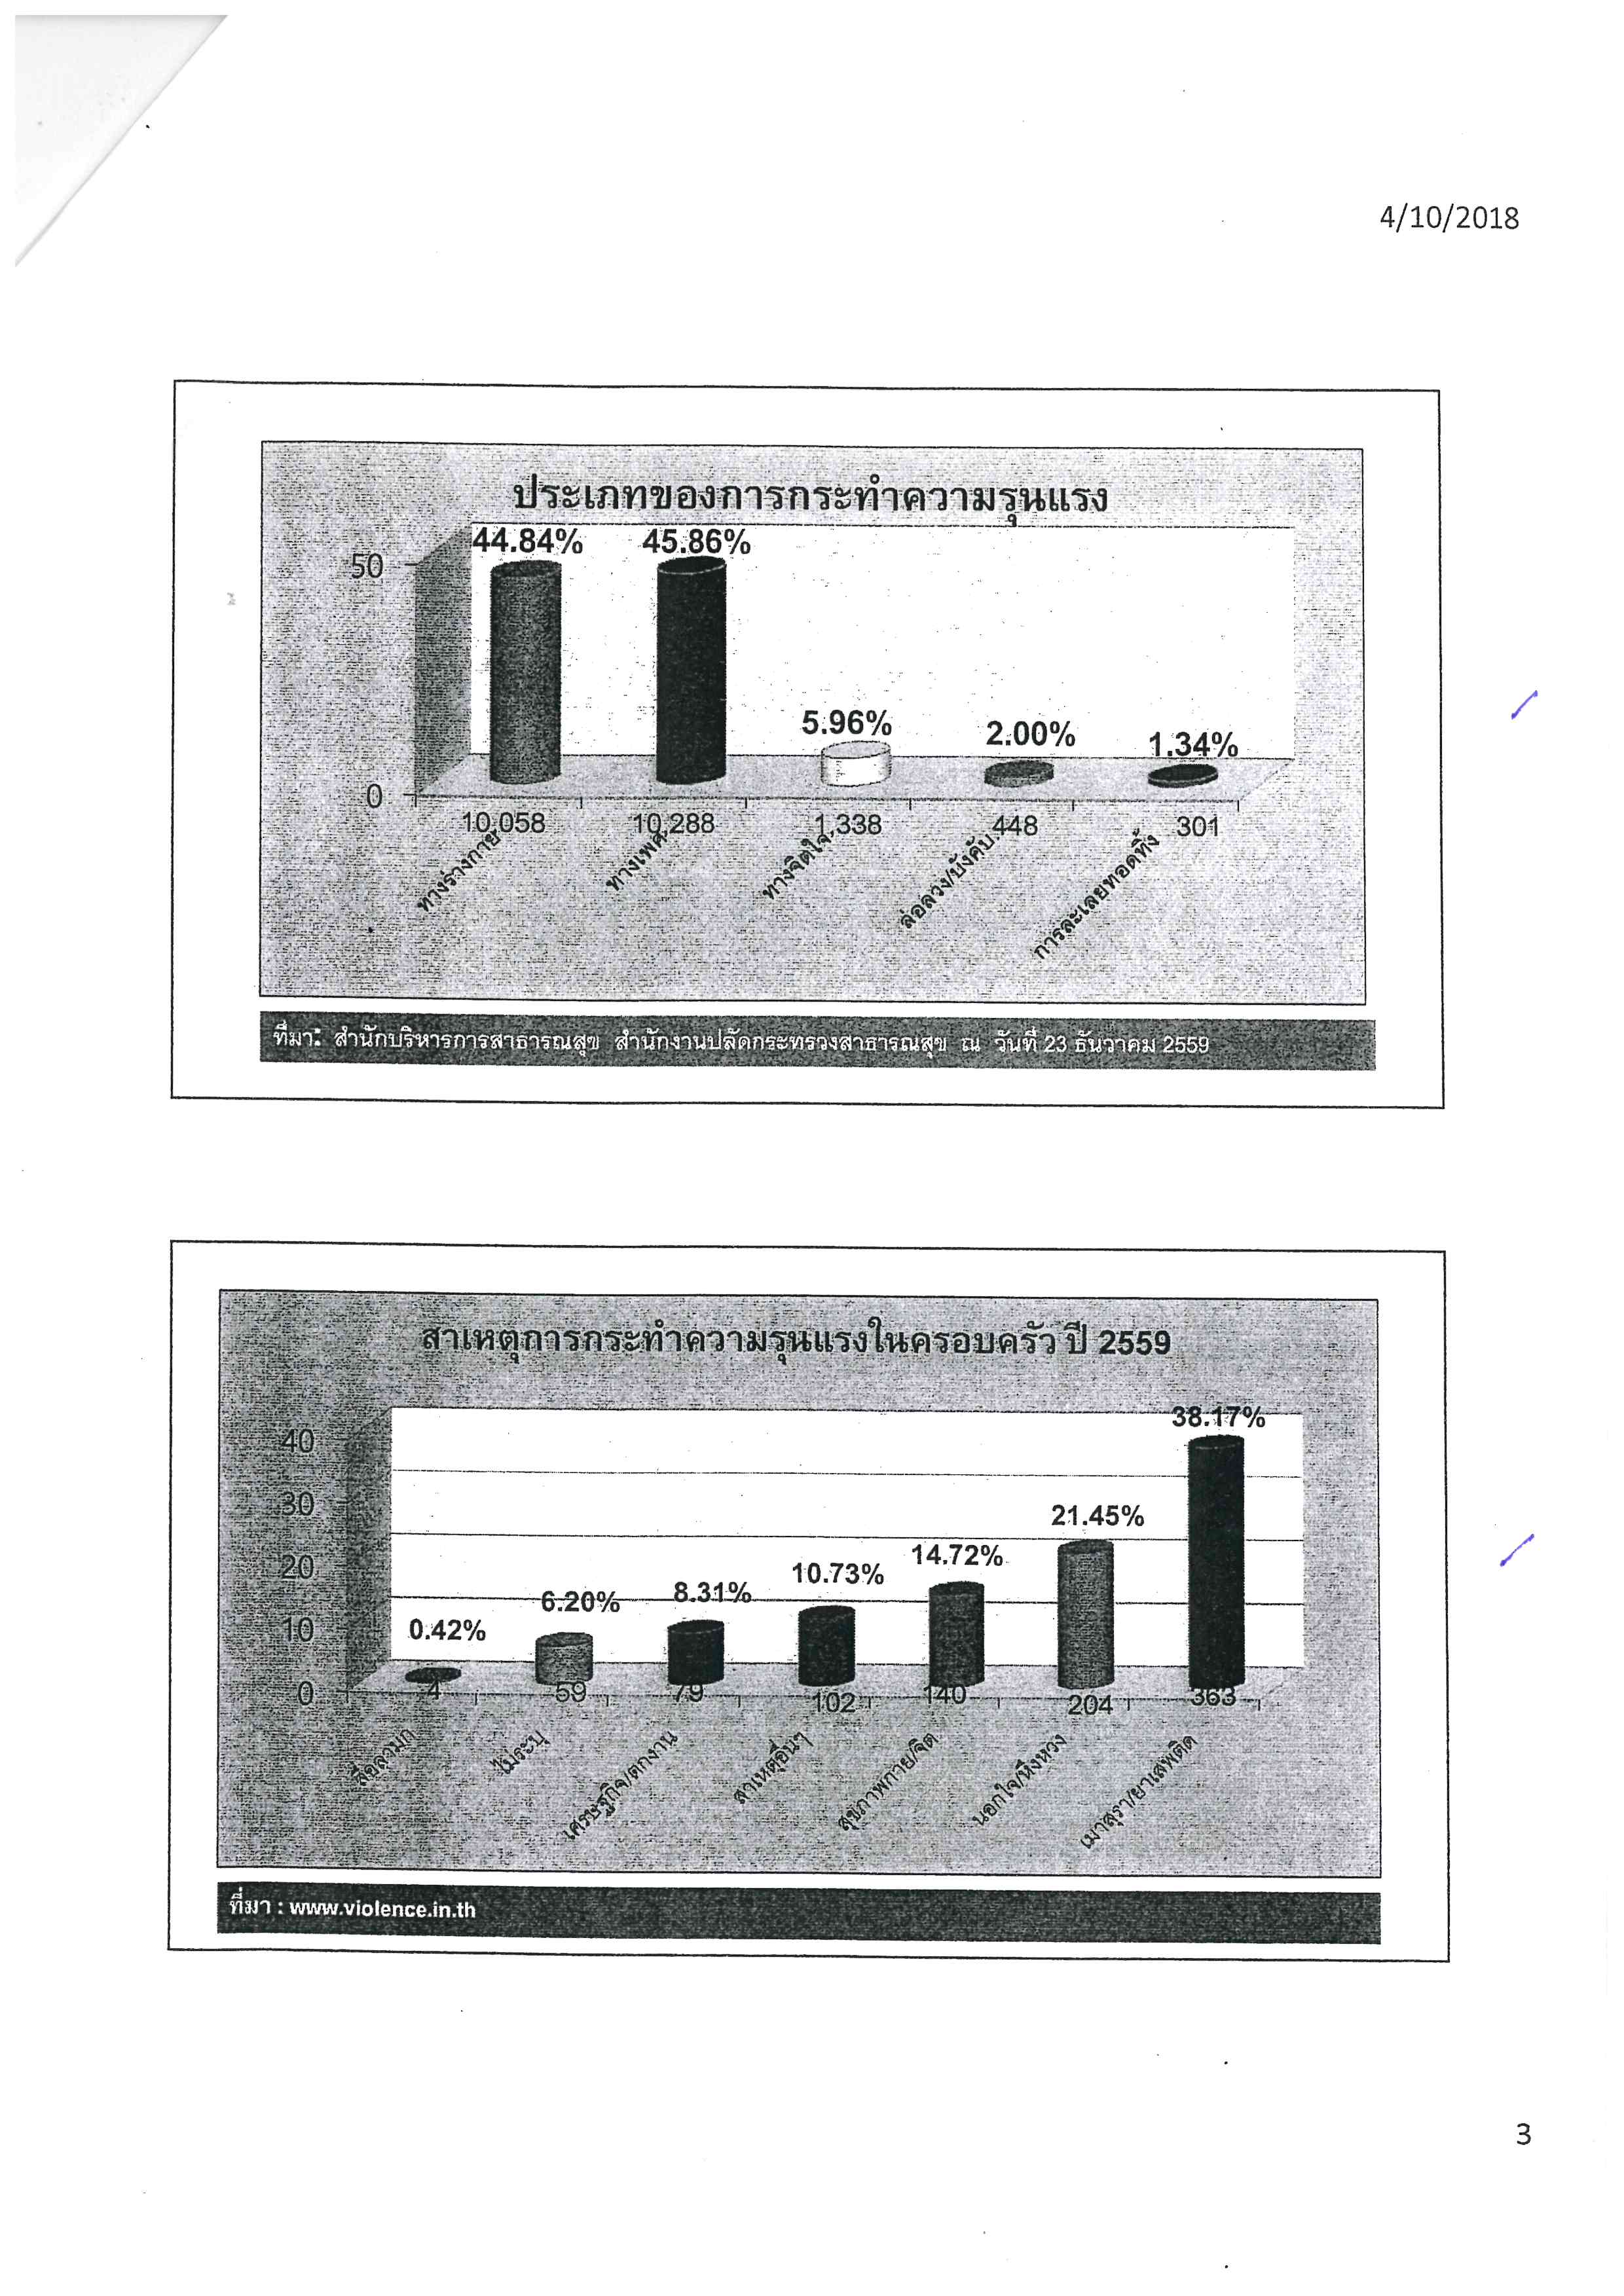 4/10/2018
ประเภทของการกระทำความรุนแรง
44.84% 45.86% 5.96% 2.00% 1.34%
50
0
10,058 10,288 1,338 448 301
ทางร่างกาย ทางเพศ ทางจิตใจ ล่อลวง/บังคับ การละเลยทอดทิ้ง
ที่มา: สำนักบริหารการสาธารณสุข สำนักงานปลัดกระทรวงสาธารณสุข ณ วันที่ 23 ธันวาคม 2559
สาเหตุการกระทำความรุนแรงในครอบครัว ปี 2559
40
30
20
10
0
0.42% 6.20% 8.31% 10.73% 14.72% 21.45% 38.17%
4 59 79 102 140 204 363
สื่อลามก ไม่ระบุ เศรษฐกิจ/ตกงาน สาเหตุอื่นๆ สุขภาพกาย/จิต นอกใจ/หึงหวง เมาสุรา/ยาเสพติด
ที่มา : www.violence.in.th
3